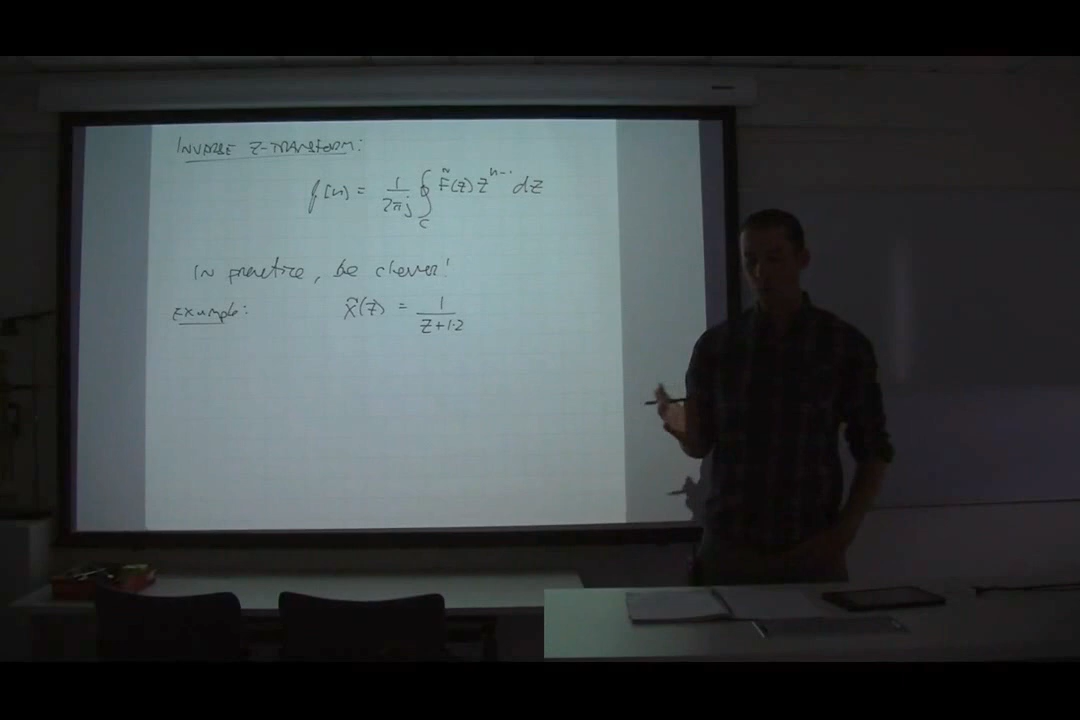 INVERSE Z-TRANSFORM:
f[n] = 1/2πj ∮_C F̃(z) z^{n-1} dz
In practice, be clever!
Example: X̃(z) = 1/z+1.2